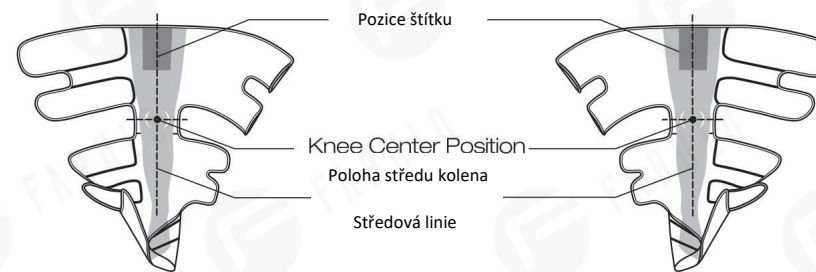 Pozice štítku
Knee Center Position
Poloha středu kolena
Středová linie